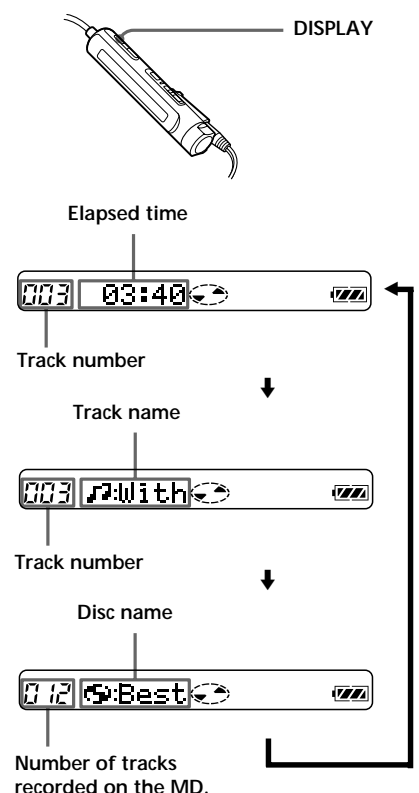 DISPLAY
Elapsed time
003 03:40
Track number
Track name
003 :With
Track number
Disc name
012 :Best
Number of tracks
recorded on the MD.